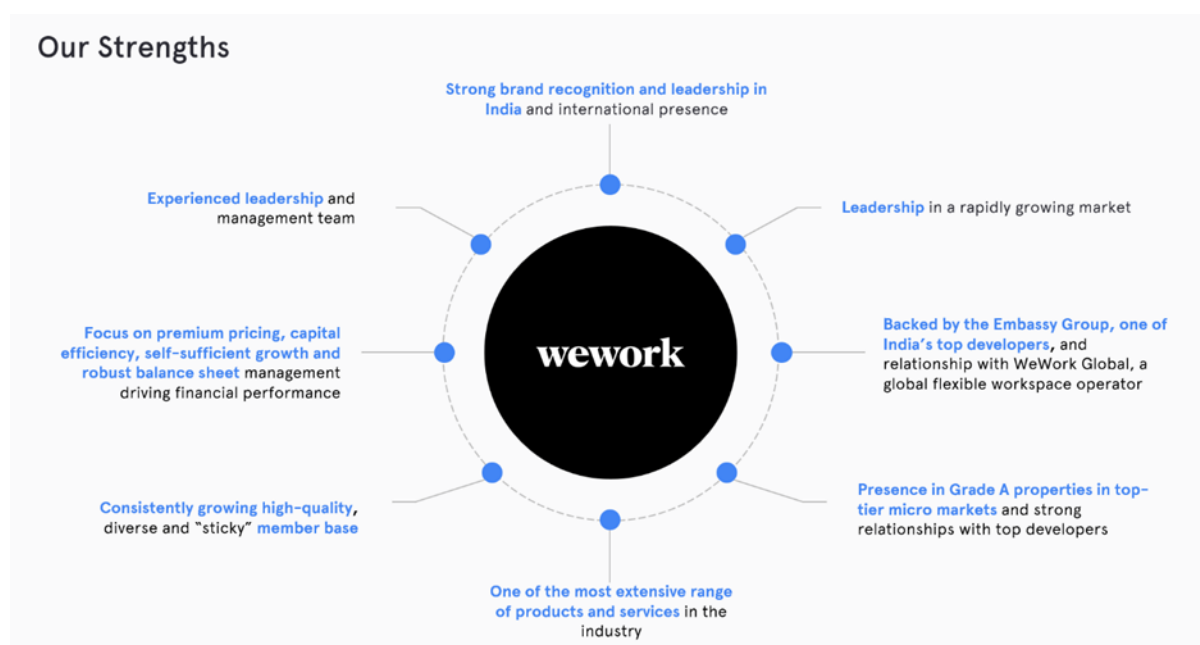 Our Strengths
Strong brand recognition and leadership in
India and international presence
Experienced leadership and
management team
Leadership in a rapidly growing market
Focus on premium pricing, capital
efficiency, self-sufficient growth and
robust balance sheet management
driving financial performance
wework
Backed by the Embassy Group, one of
India's top developers, and
relationship with WeWork Global, a
global flexible workspace operator
Consistently growing high-quality,
diverse and “sticky” member base
Presence in Grade A properties in top-
tier micro markets and strong
relationships with top developers
One of the most extensive range
of products and services in the
industry